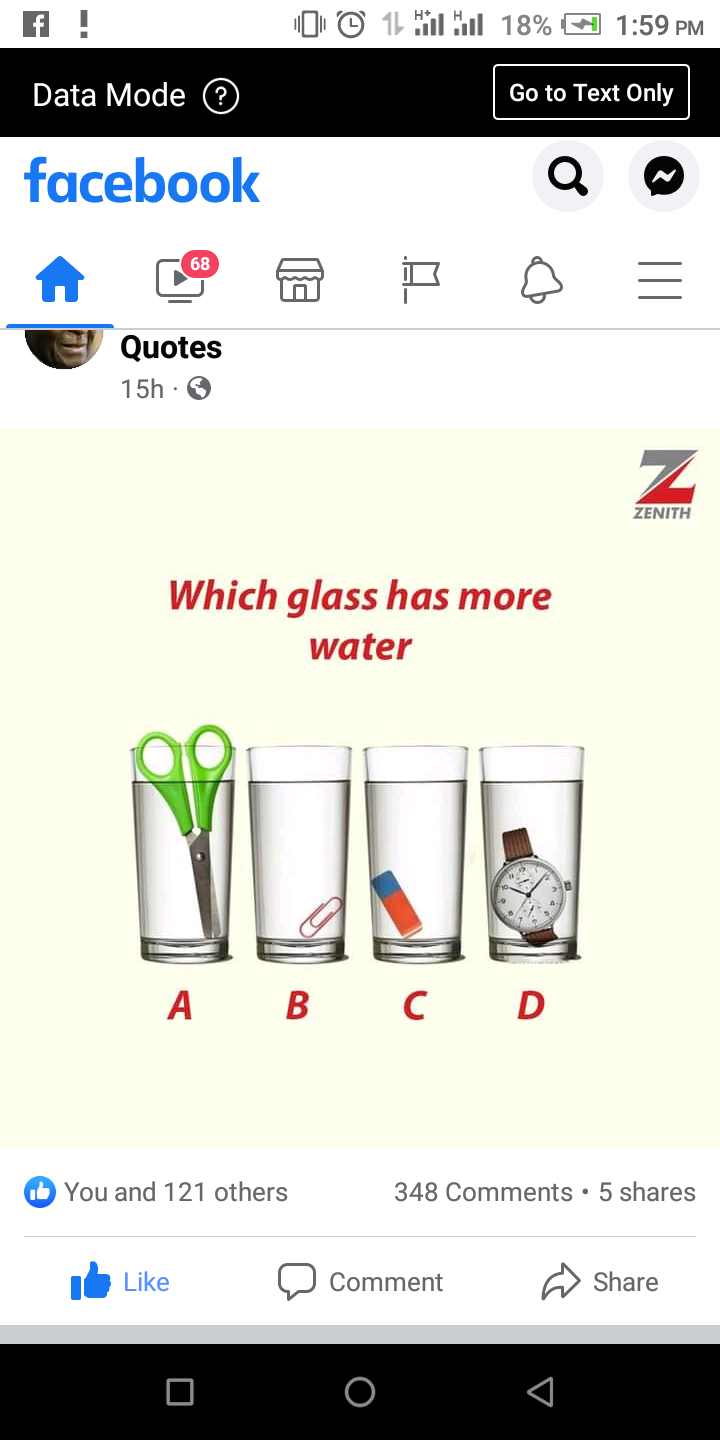 18% 1:59 PM
Data Mode ? Go to Text Only
facebook
68
Quotes
15h ·
ZENITH
Which glass has more
water
A B C D
You and 121 others 348 Comments • 5 shares
Like Comment Share